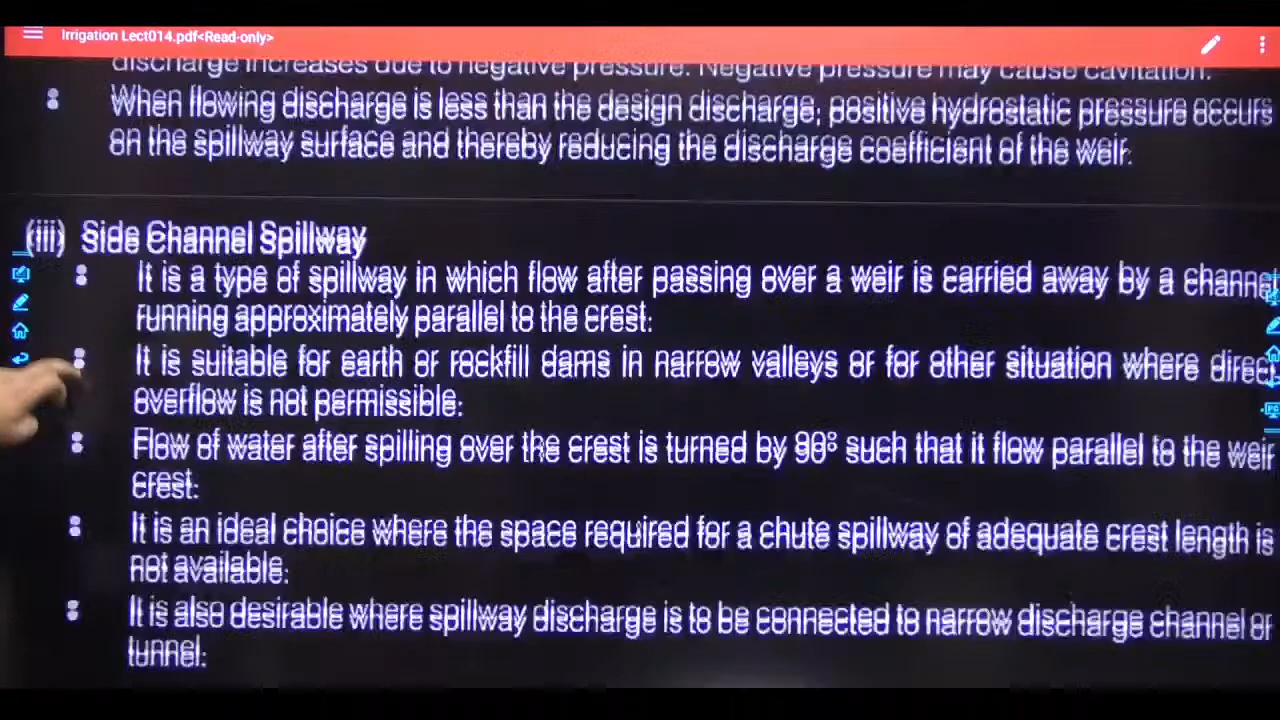 Irrigation Lect014.pdf<Read-only>
discharge increases due to negative pressure. Negative pressure may cause cavitation.
When flowing discharge is less than the design discharge; positive hydrostatic pressure occurs
on the spillway surface and thereby reducing the discharge coefficient of the weir.
(iii) Side Channel Spillway
It is a type of spillway in which flow after passing over a weir is carried away by a channel
running approximately parallel to the crest.
It is suitable for earth or rockfill dams in narrow valleys or for other situation where direct
overflow is not permissible.
Flow of water after spilling over the crest is turned by 90° such that it flow parallel to the weir
crest.
It is an ideal choice where the space required for a chute spillway of adequate crest length is
not available.
It is also desirable where spillway discharge is to be connected to narrow discharge channel or
tunnel.
PC